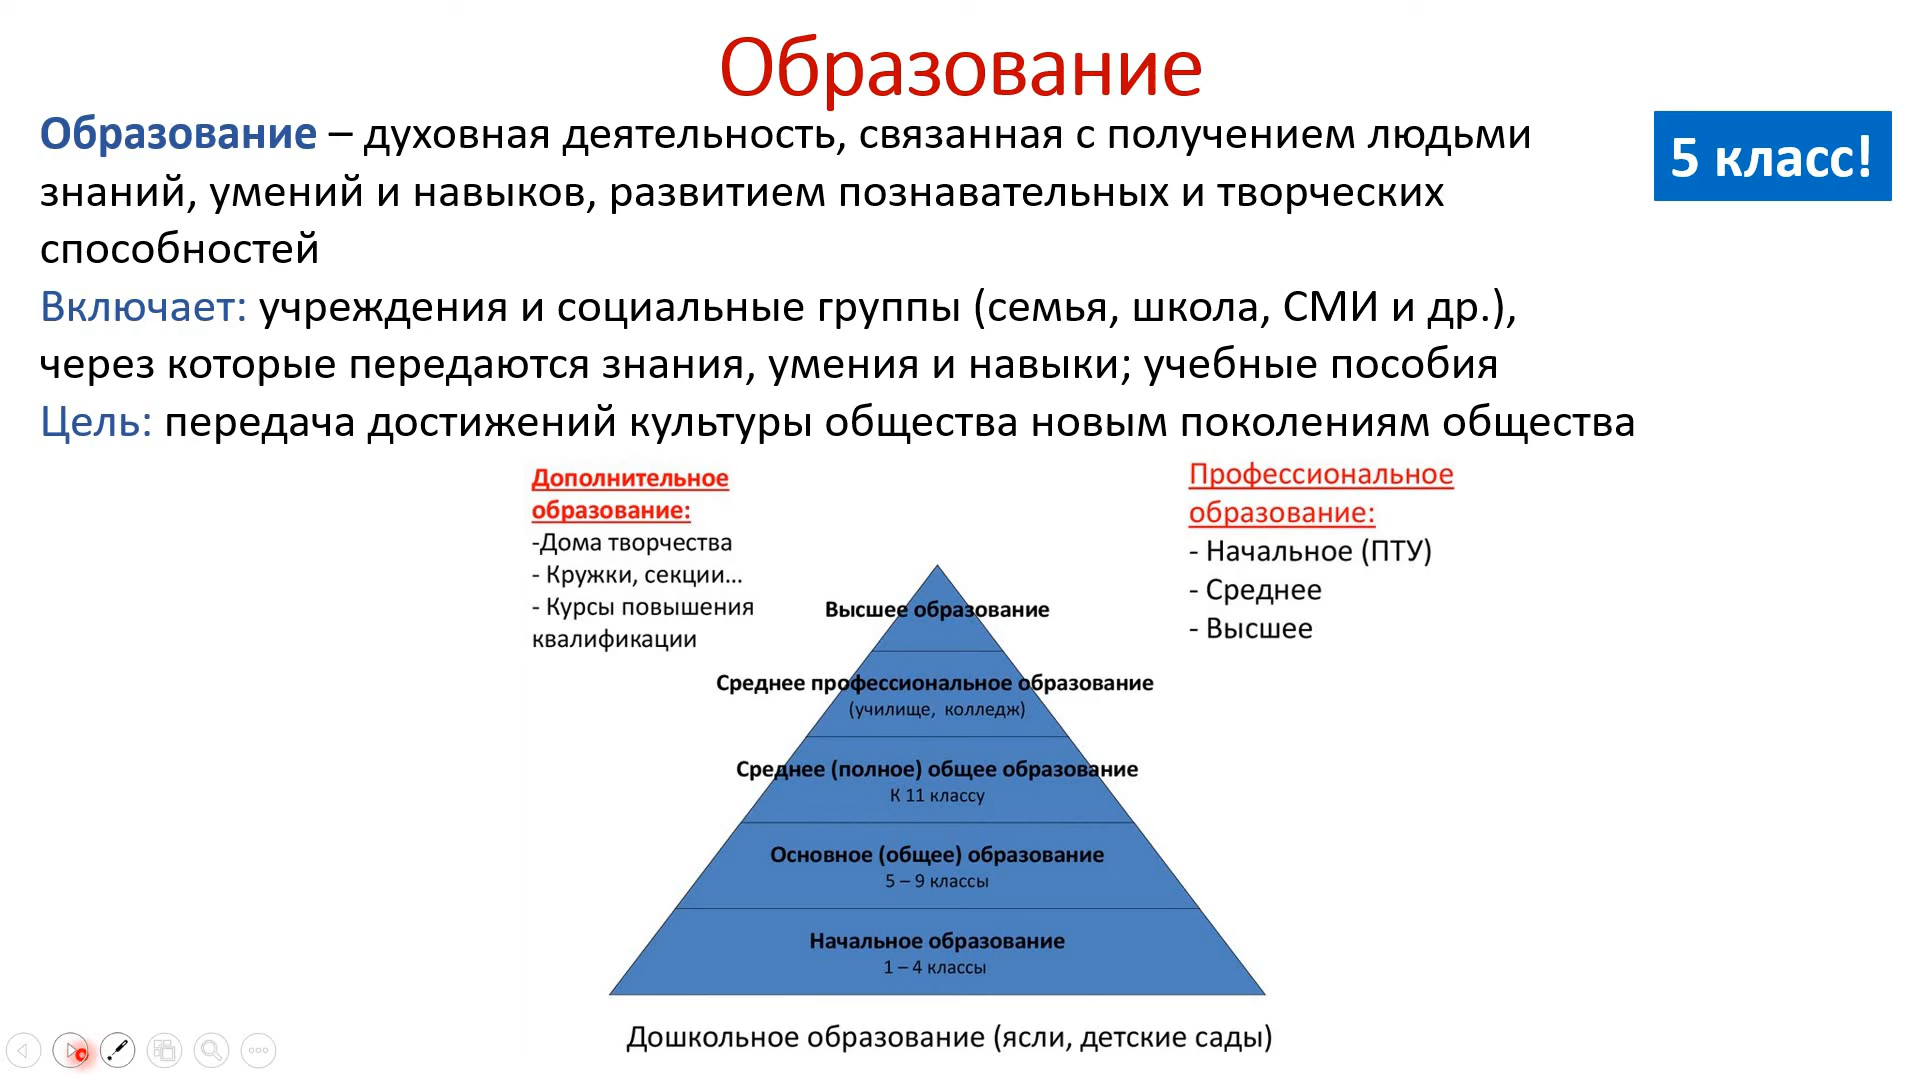 Образование
Образование – духовная деятельность, связанная с получением людьми
знаний, умений и навыков, развитием познавательных и творческих
способностей
Включает: учреждения и социальные группы (семья, школа, СМИ и др.),
через которые передаются знания, умения и навыки; учебные пособия
Цель: передача достижений культуры общества новым поколениям общества
5 класс!
Дополнительное
образование:
-Дома творчества
- Кружки, секции...
- Курсы повышения
квалификации
Профессиональное
образование:
- Начальное (ПТУ)
- Среднее
- Высшее
Высшее образование
Среднее профессиональное образование
(училище, колледж)
Среднее (полное) общее образование
К 11 классу
Основное (общее) образование
5 – 9 классы
Начальное образование
1 – 4 классы
Дошкольное образование (ясли, детские сады)